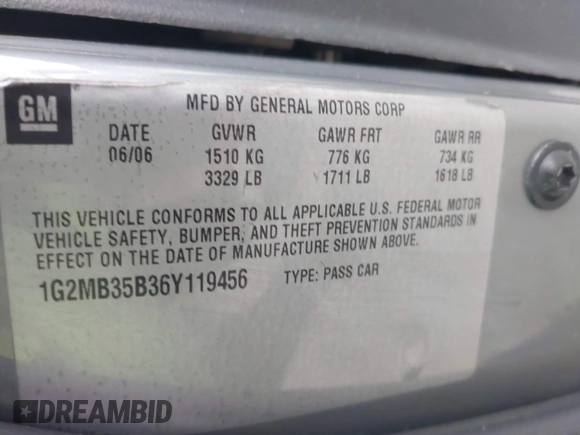 GM
MFD BY GENERAL MOTORS CORP
DATE GVWR GAWR FRT GAWR RR
06/06 1510 KG 776 KG 734 KG
3329 LB 1711 LB 1618 LB
THIS VEHICLE CONFORMS TO ALL APPLICABLE U.S. FEDERAL MOTOR
VEHICLE SAFETY, BUMPER, AND THEFT PREVENTION STANDARDS IN
EFFECT ON THE DATE OF MANUFACTURE SHOWN ABOVE.
1G2MB35B36Y119456 TYPE: PASS CAR
DREAMBID